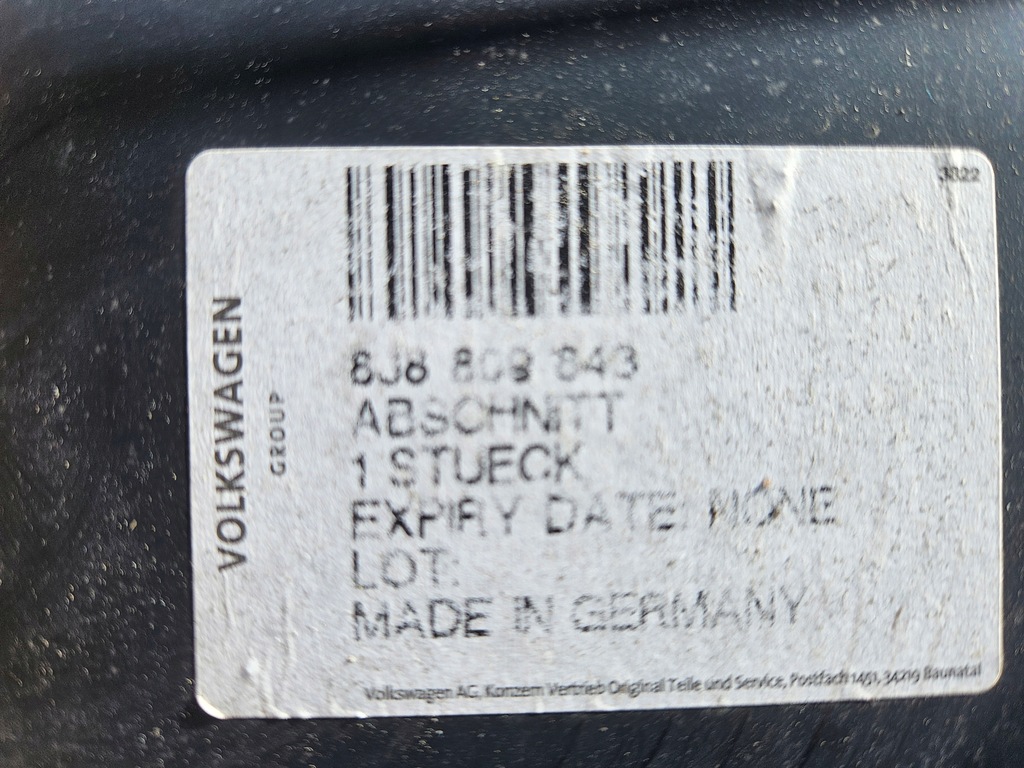 3022
VOLKSWAGEN
GROUP
8J8 809 843
ABSCHNITT
1 STUECK
EXPIRY DATE: NONE
LOT:
MADE IN GERMANY
Volkswagen AG, Konzern Vertrieb Original Teile und Service, Postfach 1451, 34219 Baunatal